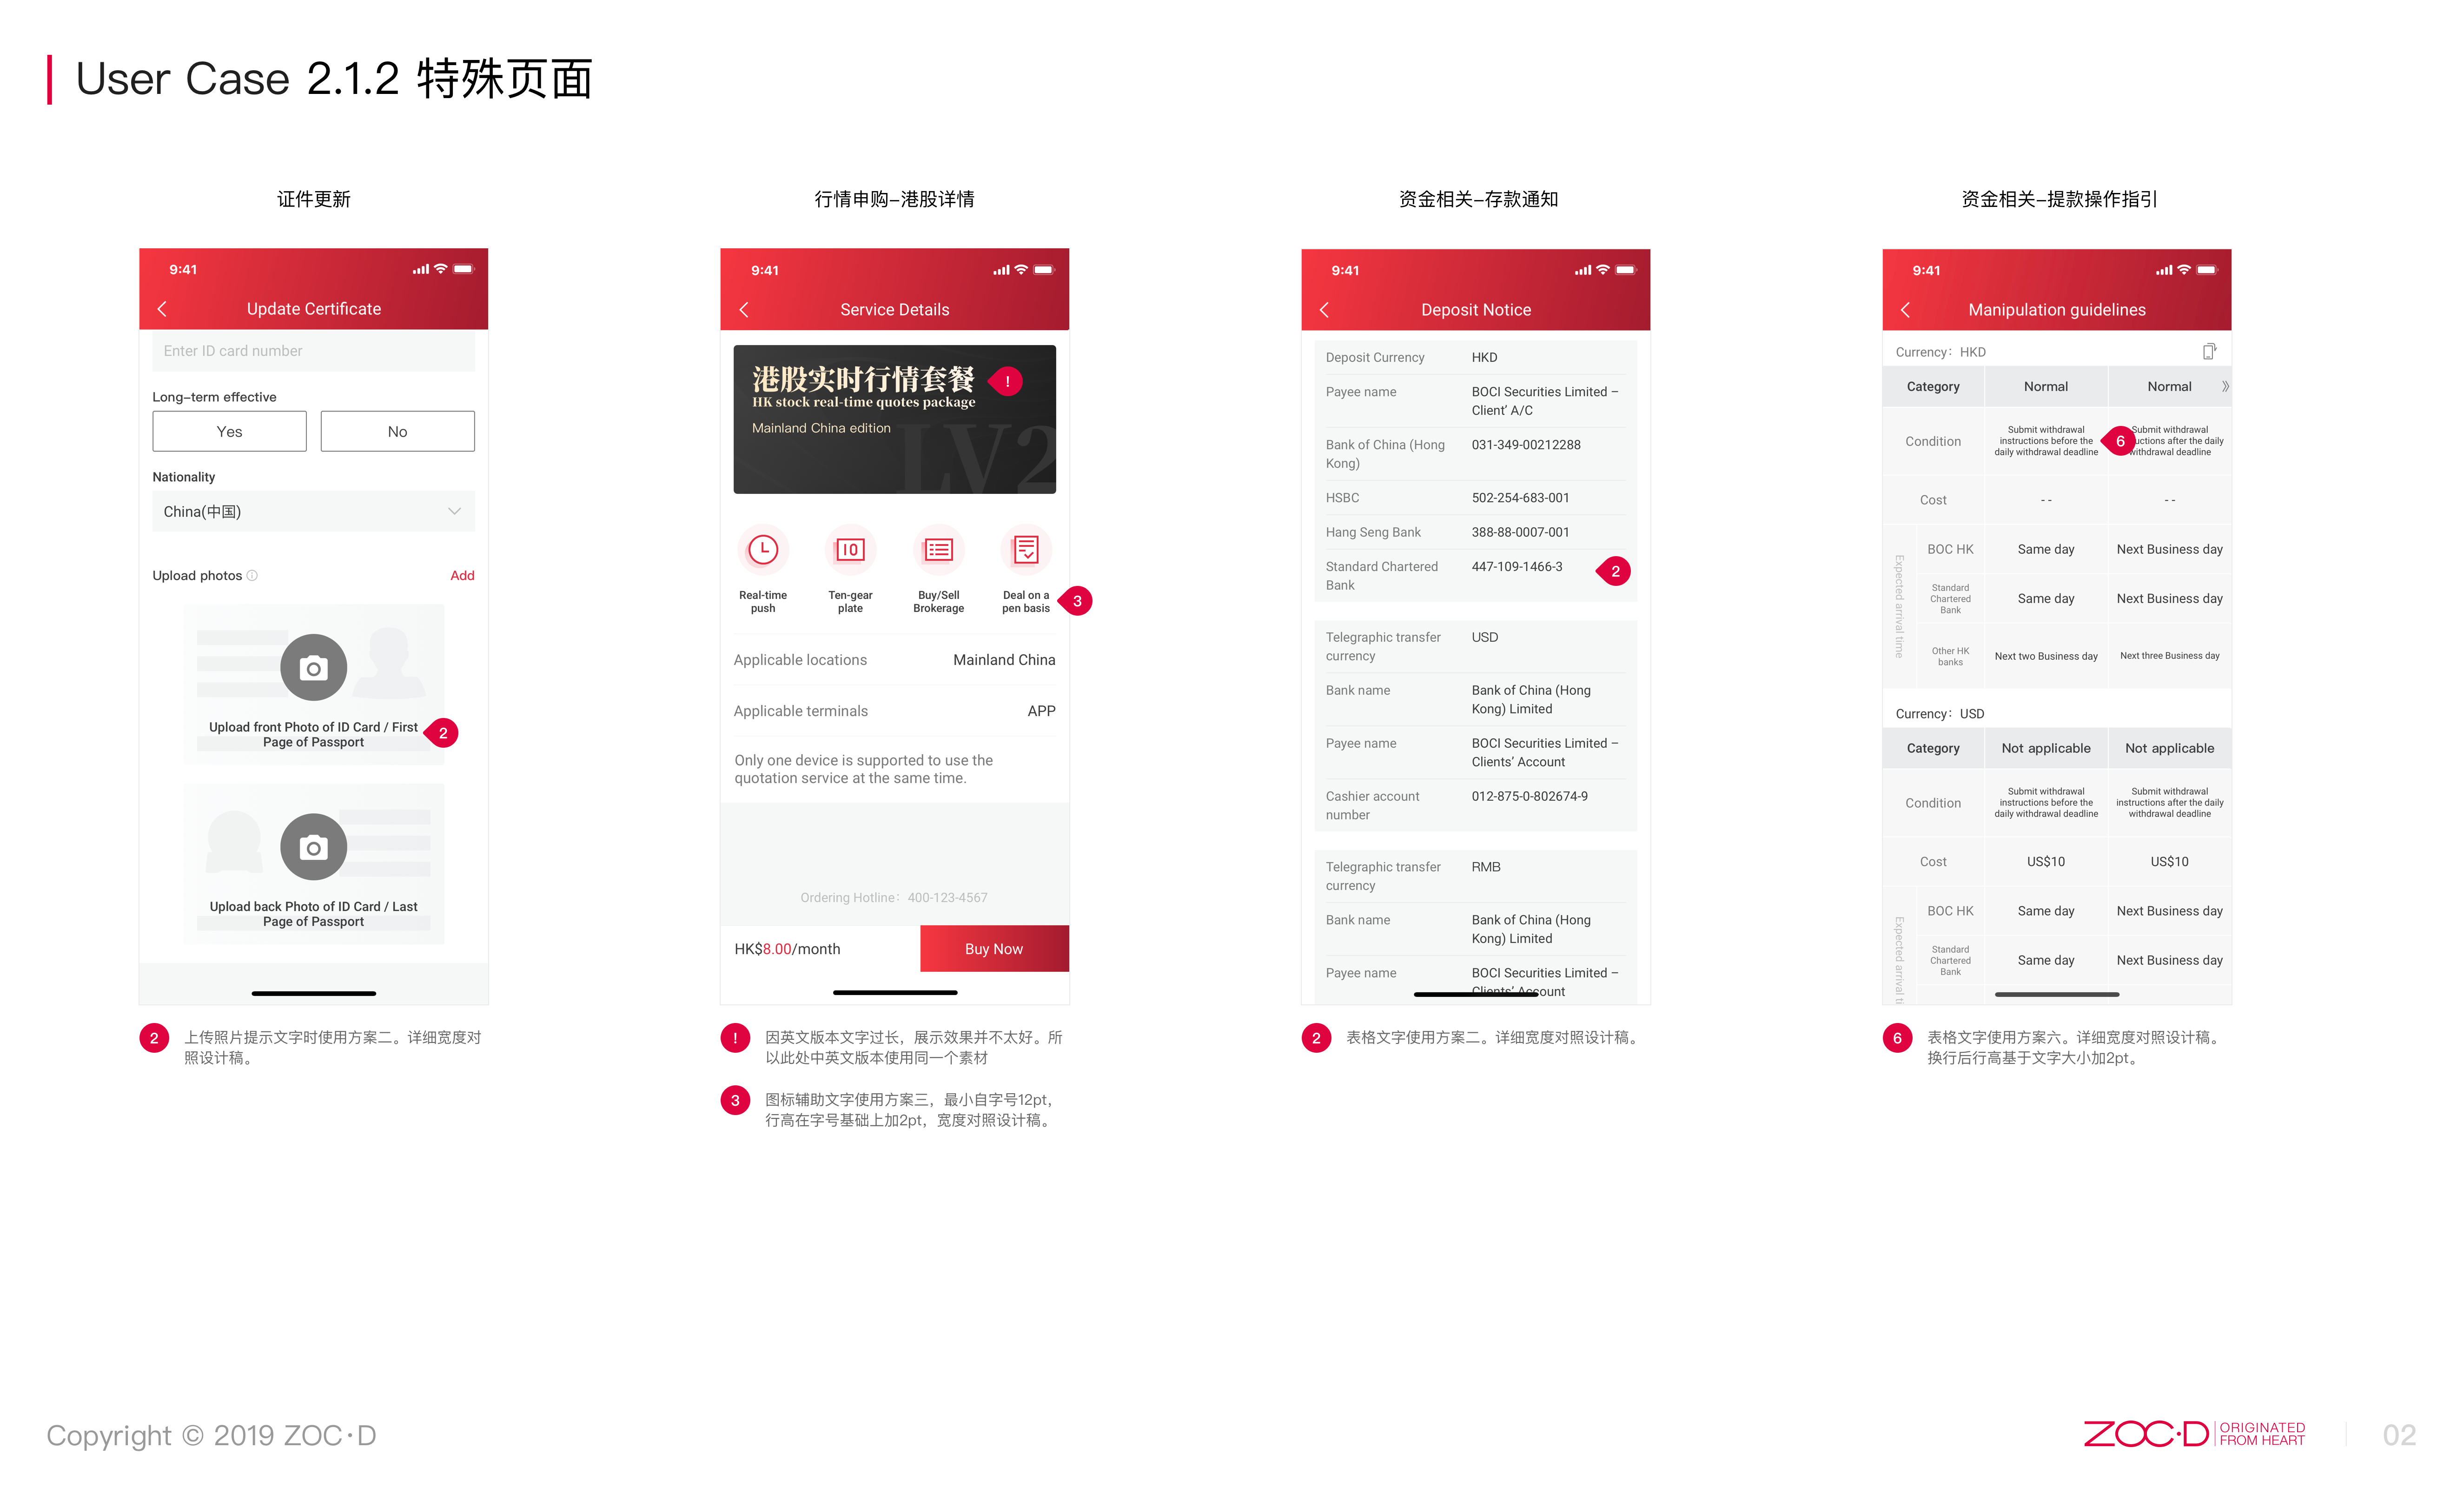 User Case 2.1.2 特殊页面
证件更新
9:41
Update Certificate
Enter ID card number
Long-term effective
Yes
No
Nationality
China(中国)
Upload photos
Add
Upload front Photo of ID Card / First
Page of Passport
2
Upload back Photo of ID Card / Last
Page of Passport
2
上传照片提示文字时使用方案二。详细宽度对
照设计稿。
行情申购-港股详情
9:41
Service Details
港股实时行情套餐
!
HK stock real-time quotes package
Mainland China edition
LV2
10
Real-time
push
Ten-gear
plate
Buy/Sell
Brokerage
Deal on a
pen basis
3
Applicable locations
Mainland China
Applicable terminals
APP
Only one device is supported to use the
quotation service at the same time.
Ordering Hotline：400-123-4567
HK$8.00/month
Buy Now
!
因英文版本文字过长，展示效果并不太好。所
以此处中英文版本使用同一个素材
3
图标辅助文字使用方案三，最小自字号12pt，
行高在字号基础上加2pt，宽度对照设计稿。
资金相关-存款通知
9:41
Deposit Notice
Deposit Currency
HKD
Payee name
BOCI Securities Limited –
Client' A/C
Bank of China (Hong
Kong)
031-349-00212288
HSBC
502-254-683-001
Hang Seng Bank
388-88-0007-001
Standard Chartered
Bank
447-109-1466-3
2
Telegraphic transfer
currency
USD
Bank name
Bank of China (Hong
Kong) Limited
Payee name
BOCI Securities Limited –
Clients' Account
Cashier account
number
012-875-0-802674-9
Telegraphic transfer
currency
RMB
Bank name
Bank of China (Hong
Kong) Limited
Payee name
BOCI Securities Limited –
Clients' Account
2
表格文字使用方案二。详细宽度对照设计稿。
资金相关-提款操作指引
9:41
Manipulation guidelines
Currency：HKD
Category
Normal
Normal
Condition
Submit withdrawal
instructions before the
daily withdrawal deadline
6
Submit withdrawal
uctions after the daily
withdrawal deadline
Cost
- -
- -
Expected arrival time
BOC HK
Same day
Next Business day
Standard
Chartered
Bank
Same day
Next Business day
Other HK
banks
Next two Business day
Next three Business day
Currency：USD
Category
Not applicable
Not applicable
Condition
Submit withdrawal
instructions before the
daily withdrawal deadline
Submit withdrawal
instructions after the daily
withdrawal deadline
Cost
US$10
US$10
Expected arrival ti
BOC HK
Same day
Next Business day
Standard
Chartered
Bank
Same day
Next Business day
6
表格文字使用方案六。详细宽度对照设计稿。
换行后行高基于文字大小加2pt。
Copyright © 2019 ZOC·D
ZOC·D
ORIGINATED
FROM HEART
02